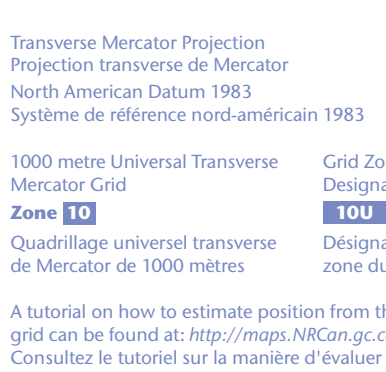 Transverse Mercator Projection
Projection transverse de Mercator
North American Datum 1983
Système de référence nord-américain 1983
1000 metre Universal Transverse
Mercator Grid
Zone 10
Quadrillage universel transverse
de Mercator de 1000 mètres
Grid
10U
zone du
A tutorial on how to estimate position from
grid can be found at: http://maps.NRCan.gc
Consultez le tutoriel sur la manière d'évaluer